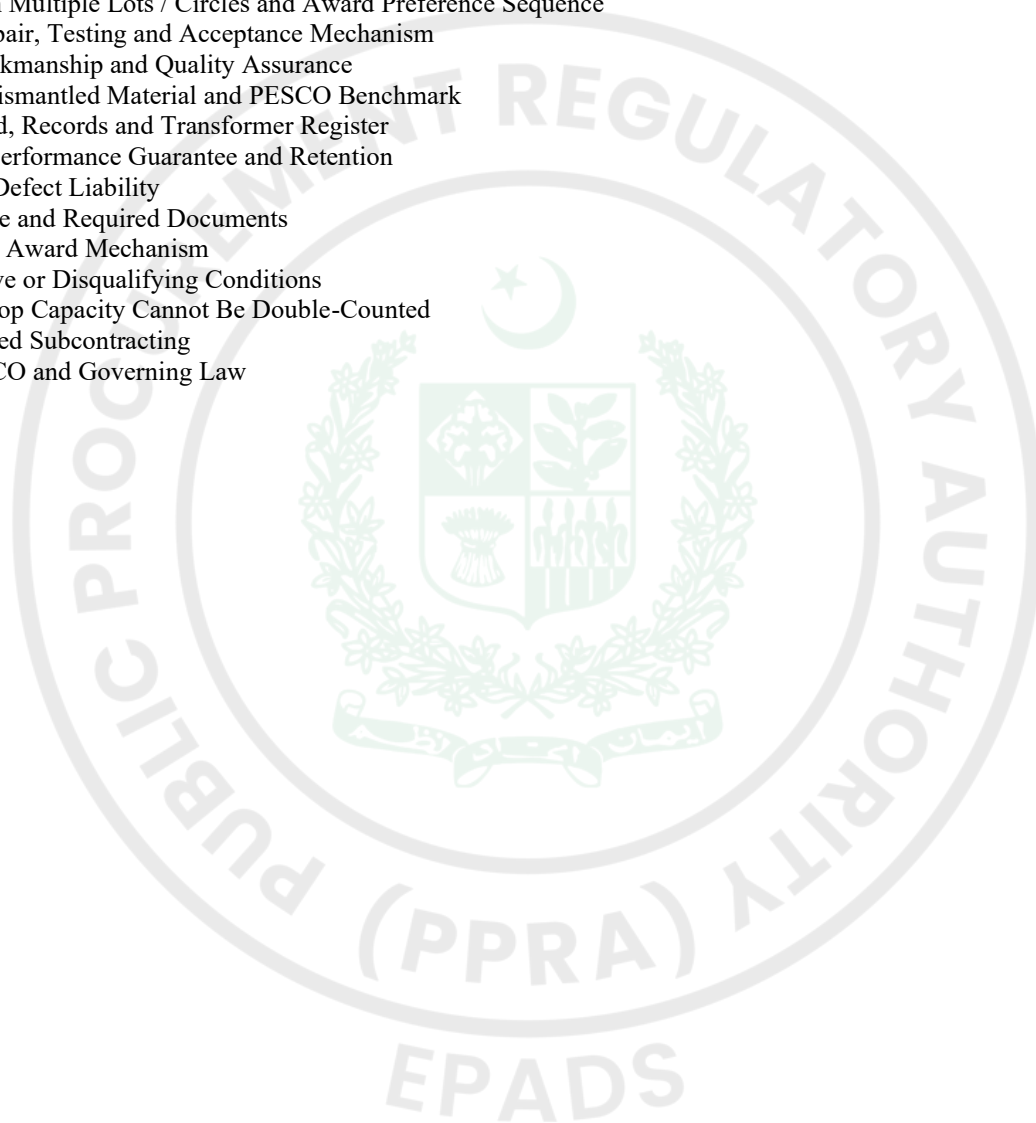 Multiple Lots / Circles and Award Preference Sequence
pair, Testing and Acceptance Mechanism
kmanship and Quality Assurance
ismantled Material and PESCO Benchmark
d, Records and Transformer Register
erformance Guarantee and Retention
Defect Liability
e and Required Documents
Award Mechanism
ve or Disqualifying Conditions
op Capacity Cannot Be Double-Counted
ed Subcontracting
CO and Governing Law
PUBLIC PROCUREMENT REGULATORY AUTHORITY
(PPRA)
EPADS